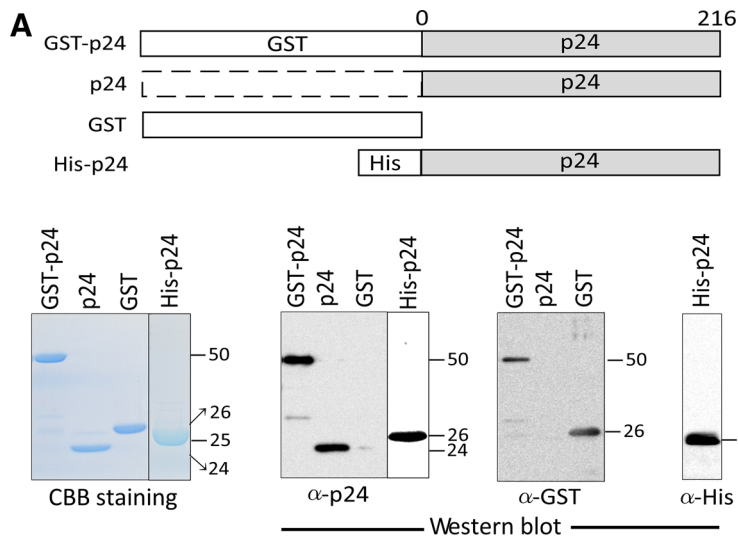 A
0 216
GST-p24 GST p24
p24 p24
GST
His-p24 His p24
GST-p24 p24 GST His-p24
GST-p24 p24 GST His-p24
GST-p24 p24 GST
His-p24
50
26
25
24
50
26
24
50
26
CBB staining
α-p24
α-GST
α-His
Western blot